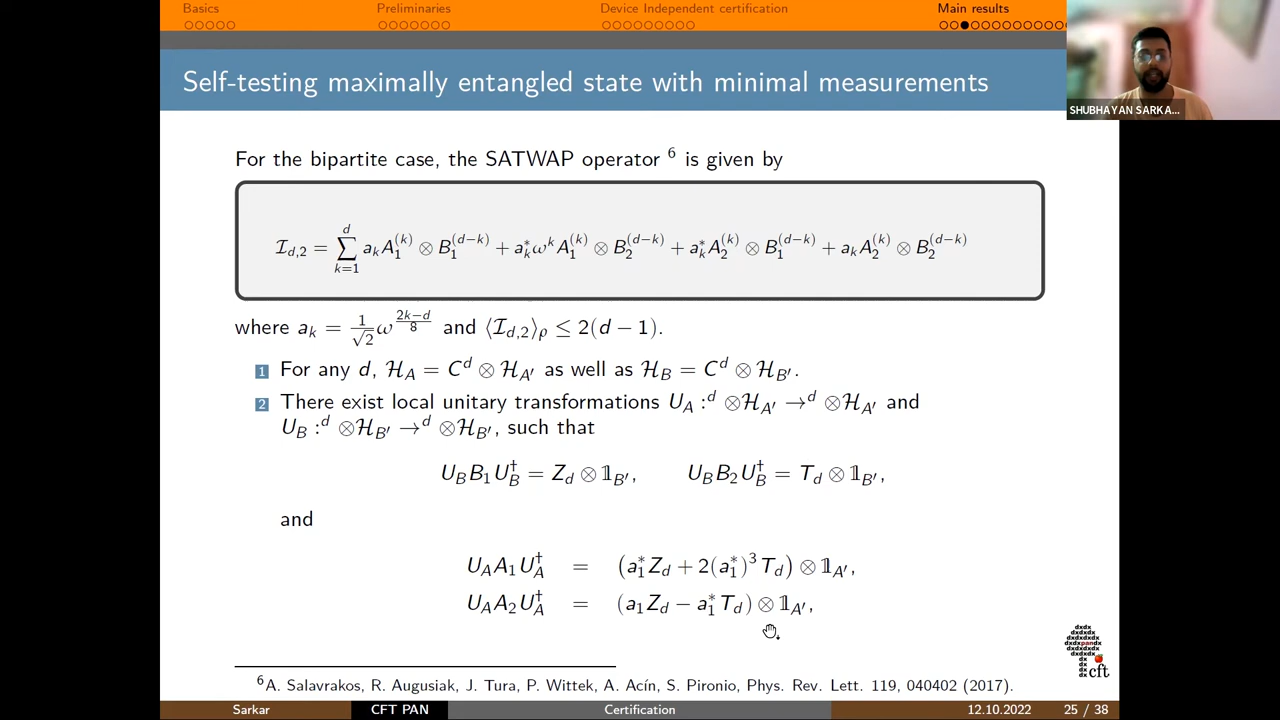 Basics Preliminaries Device Independent certification Main results
SHUBHAYAN SARKA...
Self-testing maximally entangled state with minimal measurements
For the bipartite case, the SATWAP operator ⁶ is given by
𝓘_{d,2} = ∑_{k=1}^{d} a_k A_1^{(k)} ⊗ B_1^{(d−k)} + a_k^* ω^k A_1^{(k)} ⊗ B_2^{(d−k)} + a_k^* A_2^{(k)} ⊗ B_1^{(d−k)} + a_k A_2^{(k)} ⊗ B_2^{(d−k)}
where a_k = \frac{1}{√2} ω^{\frac{2k−d}{8}} and ⟨𝓘_{d,2}⟩_ρ ≤ 2(d − 1).
1 For any d, 𝓗_A = C^d ⊗ 𝓗_{A′} as well as 𝓗_B = C^d ⊗ 𝓗_{B′}.
2 There exist local unitary transformations U_A :^d ⊗𝓗_{A′} →^d ⊗𝓗_{A′} and
U_B :^d ⊗𝓗_{B′} →^d ⊗𝓗_{B′}, such that
U_B B_1 U_B^† = Z_d ⊗ 𝟙_{B′}, U_B B_2 U_B^† = T_d ⊗ 𝟙_{B′},
and
U_A A_1 U_A^† = (a_1^* Z_d + 2(a_1^*)^3 T_d) ⊗ 𝟙_{A′},
U_A A_2 U_A^† = (a_1 Z_d − a_1^* T_d) ⊗ 𝟙_{A′},
⁶A. Salavrakos, R. Augusiak, J. Tura, P. Wittek, A. Acín, S. Pironio, Phys. Rev. Lett. 119, 040402 (2017).
cft
Sarkar CFT PAN Certification 12.10.2022 25 / 38